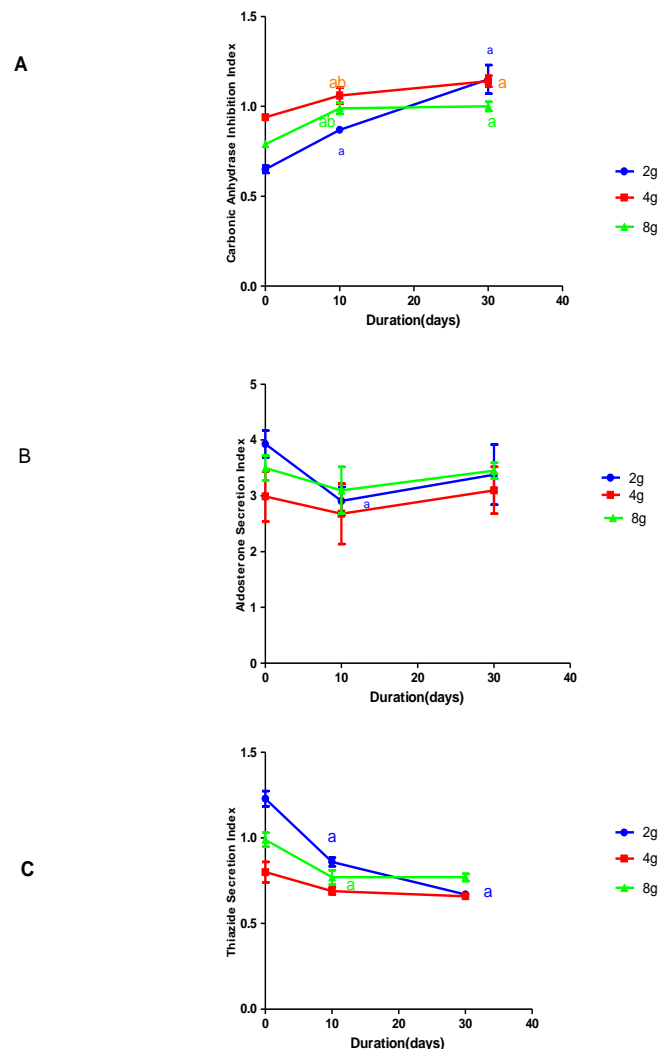 A
Carbonic Anhydrase Inhibition Index
1.5
1.0
0.5
0.0
a
ab
a
ab
a
a
0
10
20
30
40
Duration(days)
2g
4g
8g
B
Aldosterone Secretion Index
5
4
3
2
1
0
a
0
10
20
30
40
Duration(days)
2g
4g
8g
C
Thiazide Secretion Index
1.5
1.0
0.5
0.0
a
a
a
0
10
20
30
40
Duration(days)
2g
4g
8g